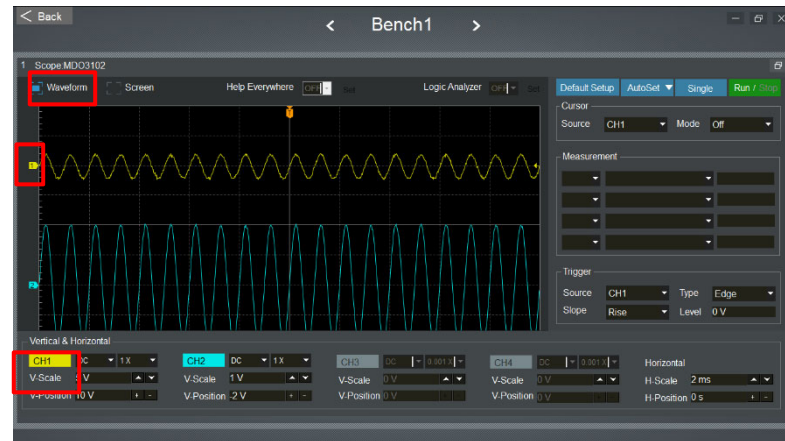 < Back
< Bench1 >
1 Scope:MDO3102
Waveform Screen Help Everywhere OFF Set Logic Analyzer OFF Set
Default Setup AutoSet Single Run / Stop
Cursor
Source CH1 Mode Off
T
1
Measurement
2
Trigger
Source CH1 Type Edge
Slope Rise Level 0 V
Vertical & Horizontal
CH1 DC 1 X CH2 DC 1 X CH3 DC 0.001 X CH4 DC 0.001 X Horizontal
V-Scale V V-Scale 1 V V-Scale 0 V V-Scale 0 V H-Scale 2 ms
V-Position 10 V + - V-Position -2 V + - V-Position 0 V V-Position 0 V H-Position 0 s + -